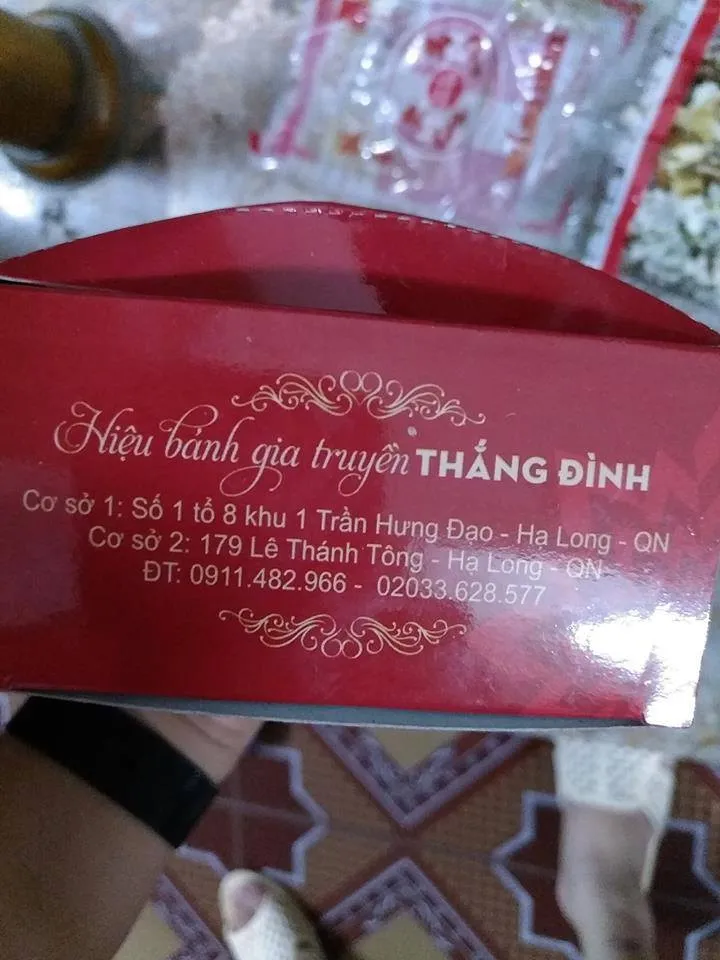 Hiệu bánh gia truyền THẮNG ĐÌNH
Cơ sở 1: Số 1 tổ 8 khu 1 Trần Hưng Đạo - Hạ Long - QN
Cơ sở 2: 179 Lê Thánh Tông - Hạ Long - QN
ĐT: 0911.482.966 - 02033.628.577